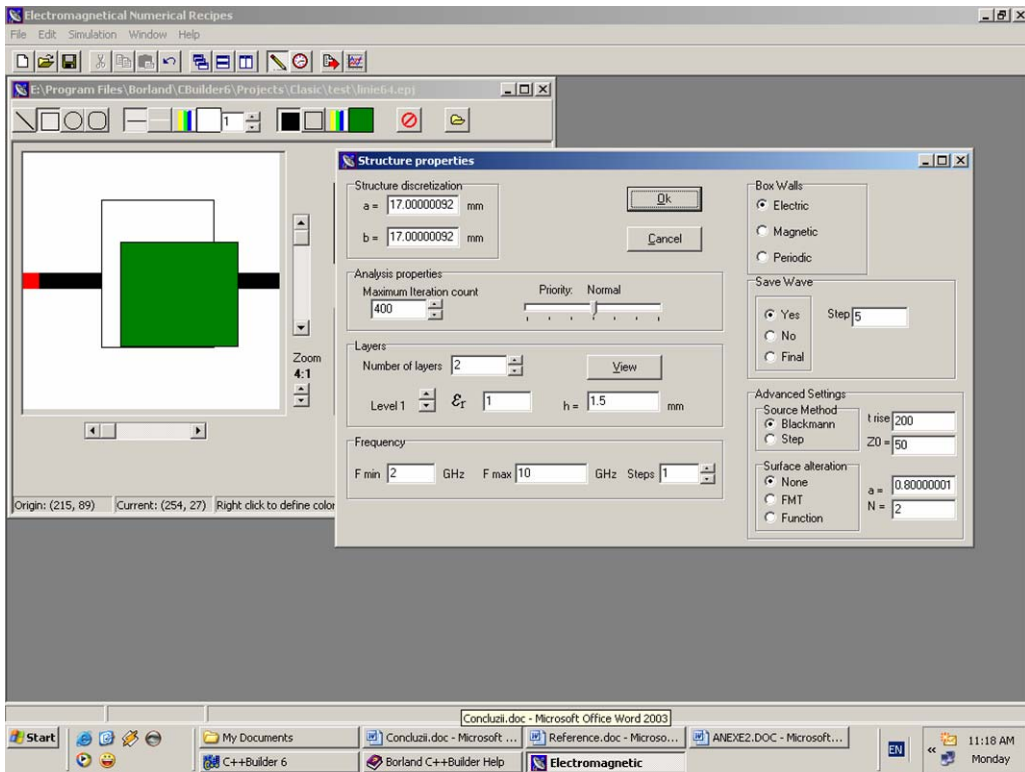 Electromagnetical Numerical Recipes
File Edit Simulation Window Help
E:\Program Files\Borland\CBuilder6\Projects\Clasic\test\linie64.epj
1
Structure properties
Structure discretization
a = 17.00000092 mm
b = 17.00000092 mm
Ok
Cancel
Box Walls
Electric
Magnetic
Periodic
Analysis properties
Maximum Iteration count
400
Priority: Normal
Save Wave
Yes
No
Final
Step 5
Layers
Number of layers 2
View
Level 1 εr 1 h = 1.5 mm
Zoom
4:1
Frequency
F min 2 GHz F max 10 GHz Steps 1
Advanced Settings
Source Method
Blackmann
Step
t rise 200
Z0 = 50
Surface alteration
None
FMT
Function
a = 0.80000001
N = 2
Origin: (215, 89) Current: (254, 27) Right click to define color
Concluzii.doc - Microsoft Office Word 2003
Start
My Documents
Concluzii.doc - Microsoft ...
Reference.doc - Microso...
ANEXE2.DOC - Microsoft...
C++Builder 6
Borland C++Builder Help
Electromagnetic
EN
«
11:18 AM
Monday